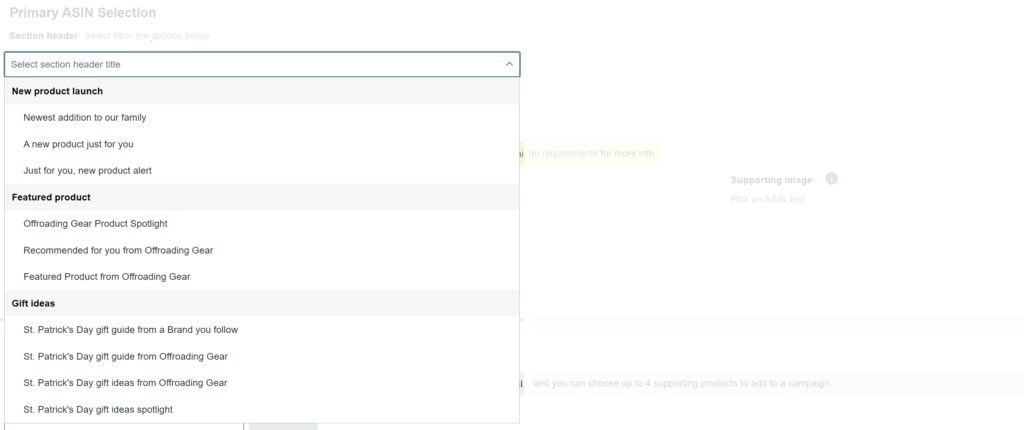 Primary ASIN Selection
Section header- Select from the options below
Select section header title
New product launch
Newest addition to our family
A new product just for you
Just for you, new product alert
gn requirements for more info
Supporting image i
Pick an ASIN first
Featured product
Offroading Gear Product Spotlight
Recommended for you from Offroading Gear
Featured Product from Offroading Gear
Gift ideas
St. Patrick's Day gift guide from a Brand you follow
St. Patrick's Day gift guide from Offroading Gear
St. Patrick's Day gift ideas from Offroading Gear
, and you can choose up to 4 supporting products to add to a campaign.
St. Patrick's Day gift ideas spotlight